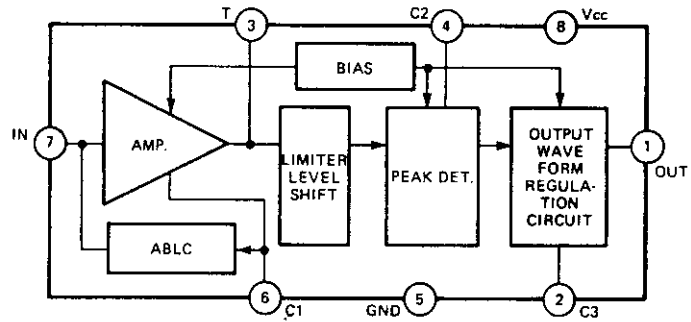 T 3 C2 4 8 Vcc
BIAS
IN 7
AMP.
LIMITER
LEVEL
SHIFT
PEAK DET.
OUTPUT
WAVE
FORM
REGULA-
TION
CIRCUIT
1
OUT
ABLC
6 C1 GND 5 2 C3